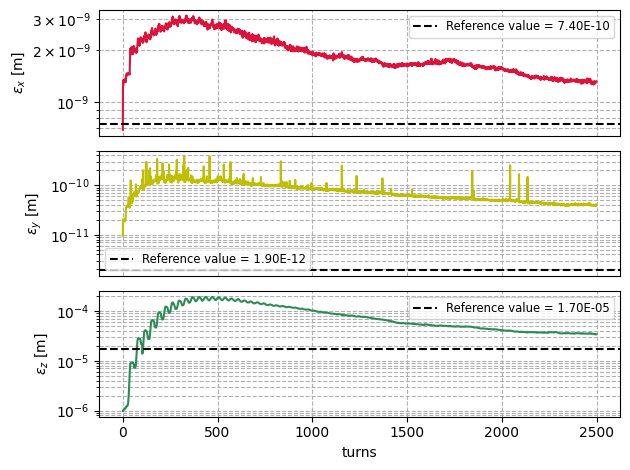 3 × 10⁻⁹
2 × 10⁻⁹
10⁻⁹
εₓ [m]
Reference value = 7.40E-10
10⁻¹⁰
10⁻¹¹
εᵧ [m]
Reference value = 1.90E-12
10⁻⁴
10⁻⁵
10⁻⁶
ε_z [m]
Reference value = 1.70E-05
0 500 1000 1500 2000 2500
turns